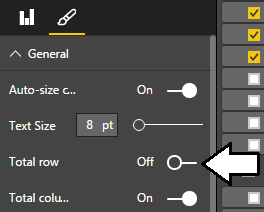 General
Auto-size c... On
Text Size 8 pt
Total row Off
Total colu... On